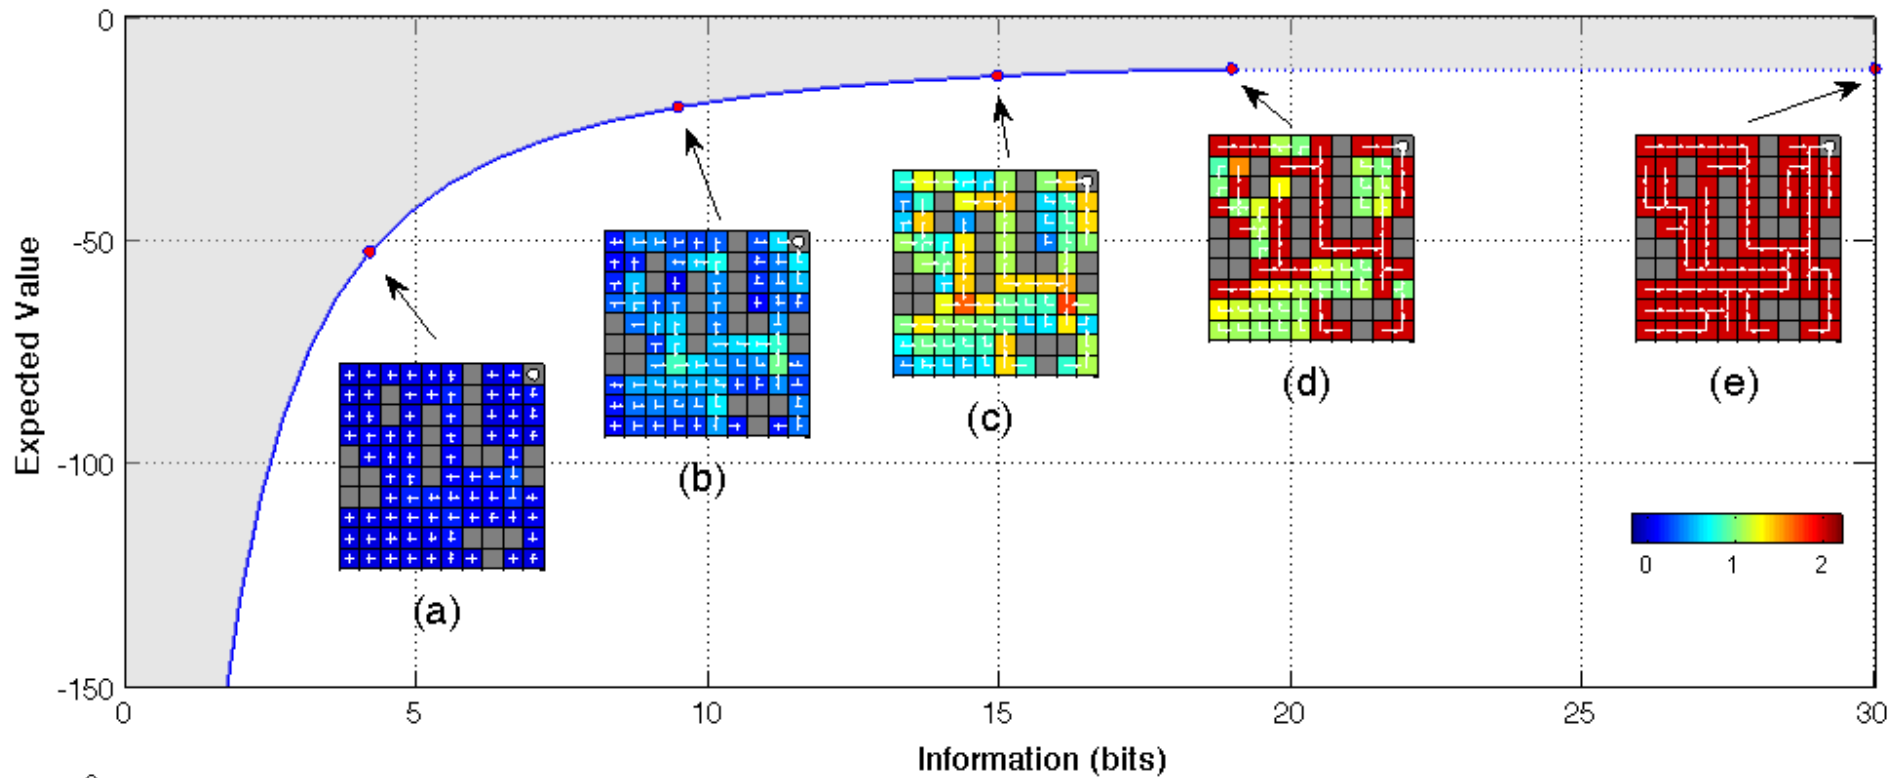 0
-50
-100
-150
Expected Value
(a)
(b)
(c)
(d)
(e)
0 1 2
0 5 10 15 20 25 30
Information (bits)